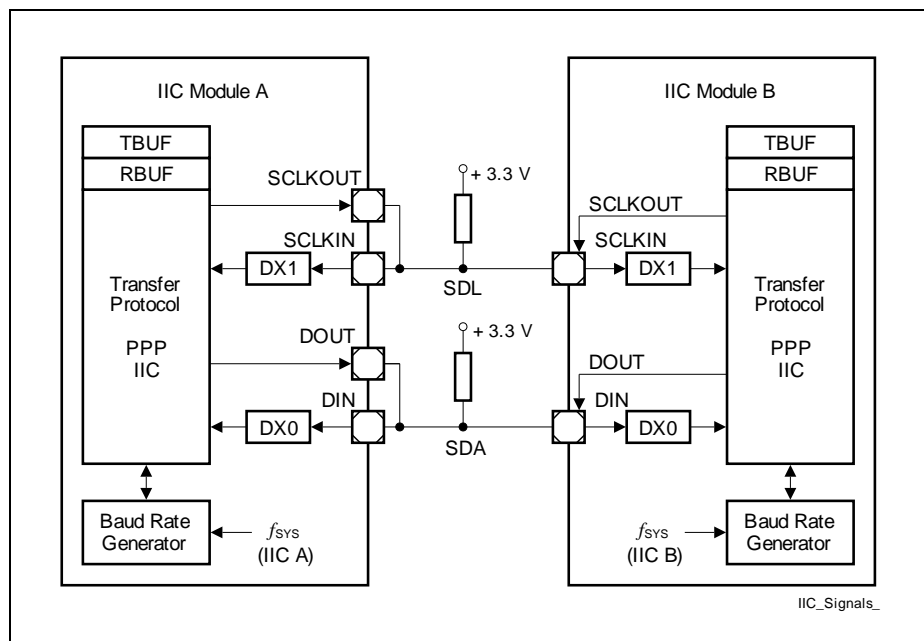 IIC Module A
TBUF
RBUF
SCLKOUT
SCLKIN
DX1
Transfer
Protocol
PPP
IIC
DOUT
DIN
DX0
Baud Rate
Generator
fSYS
(IIC A)
+ 3.3 V
SDL
+ 3.3 V
SDA
IIC Module B
TBUF
RBUF
SCLKOUT
SCLKIN
DX1
Transfer
Protocol
PPP
IIC
DOUT
DIN
DX0
fSYS
(IIC B)
Baud Rate
Generator
IIC_Signals_